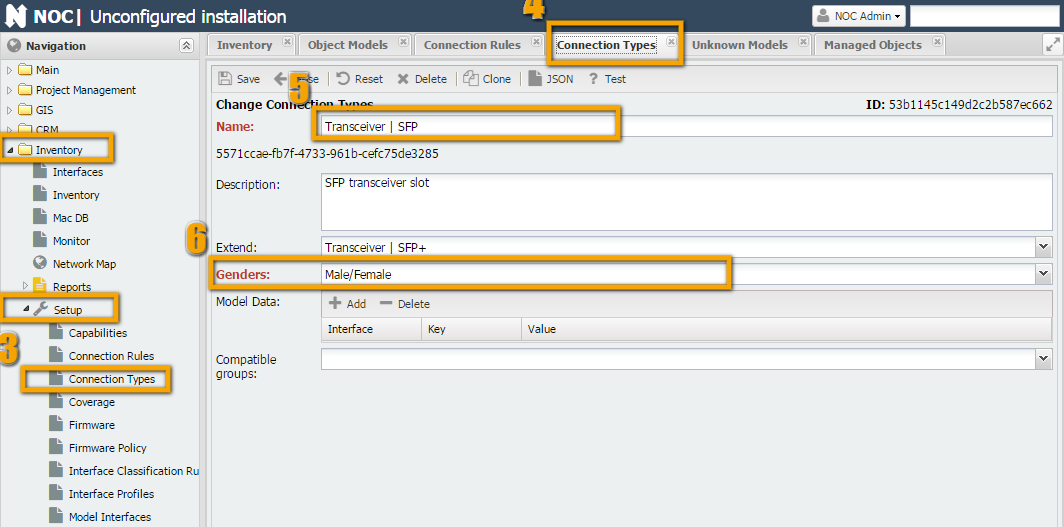 NOC| Unconfigured installation
4
NOC Admin
Navigation
Inventory
Object Models
Connection Rules
Connection Types
Unknown Models
Managed Objects
Main
Project Management
GIS
CRM
Inventory
Interfaces
Inventory
Mac DB
Monitor
Network Map
Reports
Setup
3
Capabilities
Connection Rules
Connection Types
Coverage
Firmware
Firmware Policy
Interface Classification Ru
Interface Profiles
Model Interfaces
Save
Reset
Delete
Clone
JSON
? Test
5
Change Connection Types
ID: 53b1145c149d2c2b587ec662
Name:
Transceiver | SFP
5571ccae-fb7f-4733-961b-cefc75de3285
Description:
SFP transceiver slot
6
Extend:
Transceiver | SFP+
Genders:
Male/Female
Model Data:
Add
Delete
Interface
Key
Value
Compatible
groups: